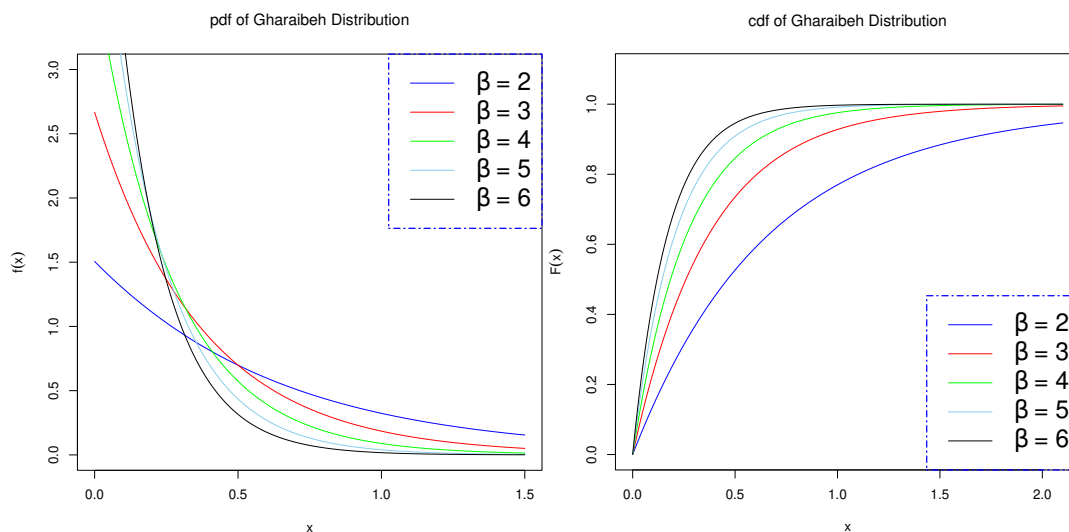 pdf of Gharaibeh Distribution
f(x)
3.0
2.5
2.0
1.5
1.0
0.5
0.0
β = 2
β = 3
β = 4
β = 5
β = 6
0.0 0.5 1.0 1.5
x
cdf of Gharaibeh Distribution
F(x)
1.0
0.8
0.6
0.4
0.2
0.0
β = 2
β = 3
β = 4
β = 5
β = 6
0.0 0.5 1.0 1.5 2.0
x